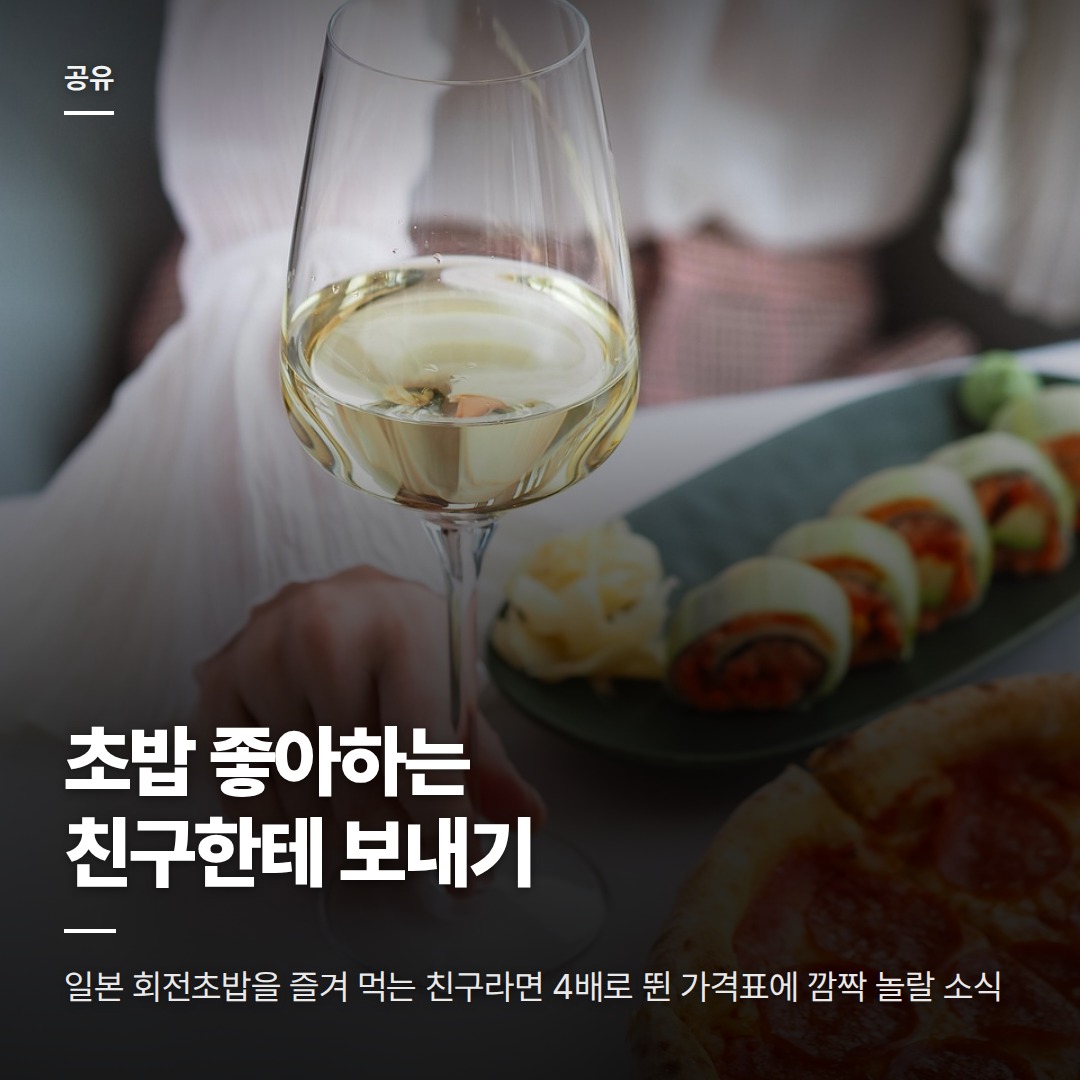 공유
초밥 좋아하는
친구한테 보내기
일본 회전초밥을 즐겨 먹는 친구라면 4배로 뛴 가격표에 깜짝 놀랄 소식